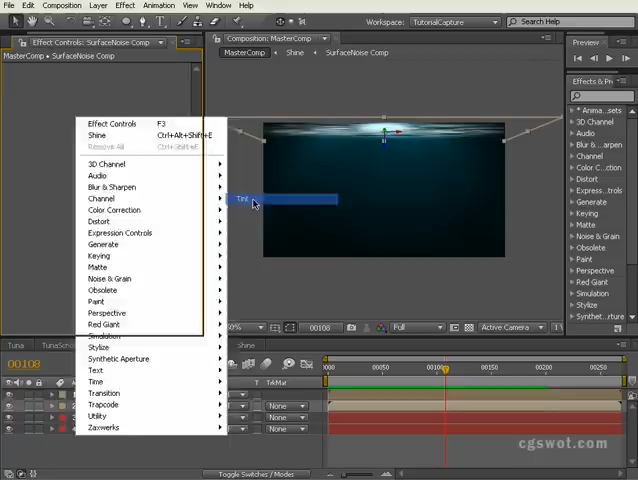 File Edit Composition Layer Effect Animation View Window Help
Workspace: TutorialCapture
Search Help
Effect Controls: SurfaceNoise Comp
Composition: MasterComp
Preview
MasterComp • SurfaceNoise Comp
MasterComp Shine SurfaceNoise Comp
Effects & Pr
* Anima...
3D Channel
Audio
Blur &...arpen
Channel
Color C...ction
Distort
Express...trols
Generate
Keying
Matte
Noise & Grain
Obsolete
Paint
Perspective
Red Giant
Simulation
Stylize
Synthet...ture
Effect Controls F3
Shine Ctrl+Alt+Shift+E
Remove All Ctrl+Shift+E
3D Channel
Audio
Blur & Sharpen
Channel
Tint
Color Correction
Distort
Expression Controls
Generate
Keying
Matte
Noise & Grain
Obsolete
Paint
Perspective
Red Giant
Simulation
Stylize
Synthetic Aperture
Text
Time
Transition
Trapcode
Utility
Zaxwerks
50% 00108 Full Active Camera 1
Tuna TunaScr Shine
00108
T TrkMat
0000 00050 00100 00150 00200 00250
None
None
None
Toggle Switches / Modes
cgswot.com